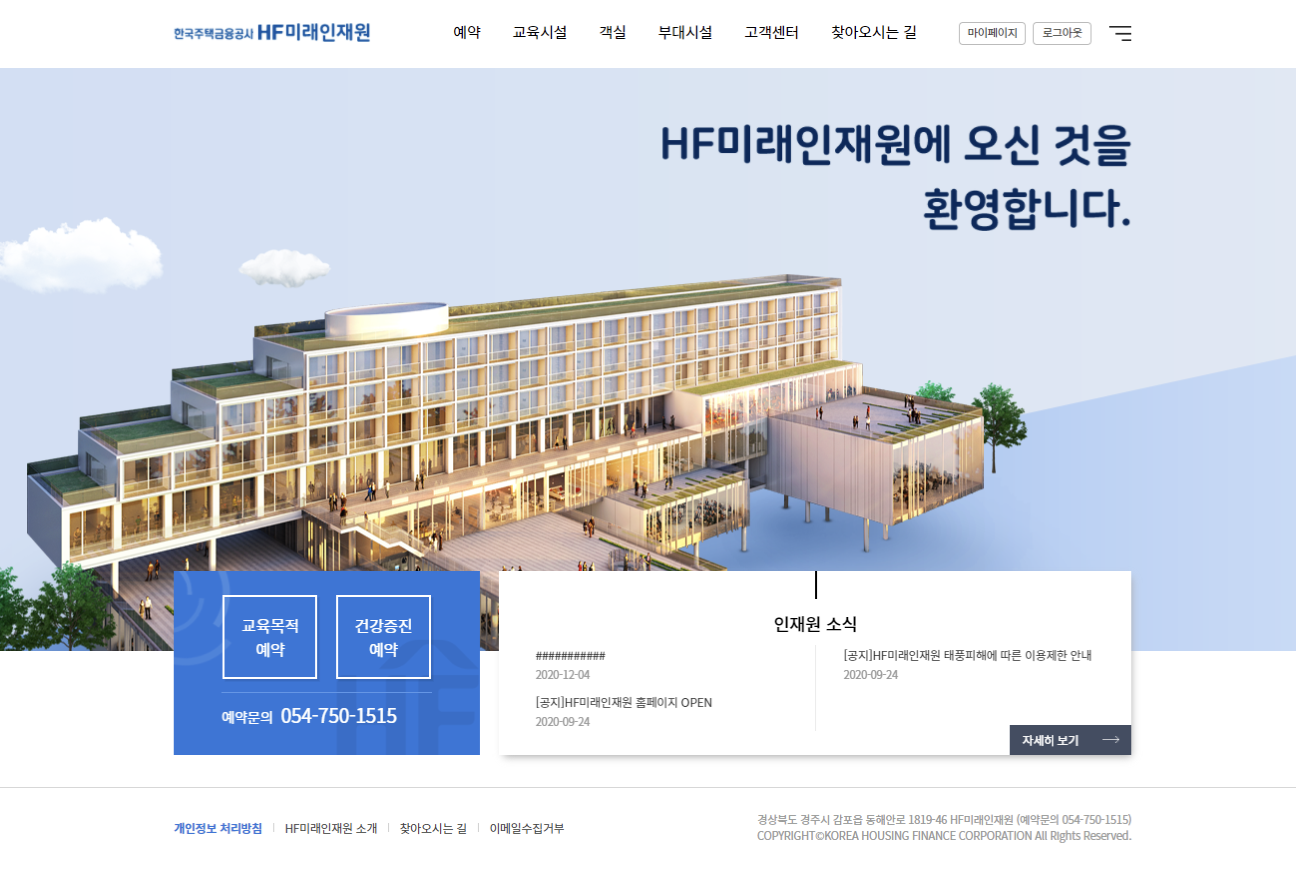 한국주택금융공사 HF미래인재원
예약 교육시설 객실 부대시설 고객센터 찾아오시는 길 마이페이지 로그아웃
HF미래인재원에 오신 것을
환영합니다.
교육목적
예약
건강증진
예약
예약문의 054-750-1515
인재원 소식
###########
2020-12-04
[공지]HF미래인재원 홈페이지 OPEN
2020-09-24
[공지]HF미래인재원 태풍피해에 따른 이용제한 안내
2020-09-24
자세히 보기
개인정보 처리방침 HF미래인재원 소개 찾아오시는 길 이메일수집거부
경상북도 경주시 감포읍 동해안로 1819-46 HF미래인재원 (예약문의 054-750-1515)
COPYRIGHT©KOREA HOUSING FINANCE CORPORATION All Rights Reserved.